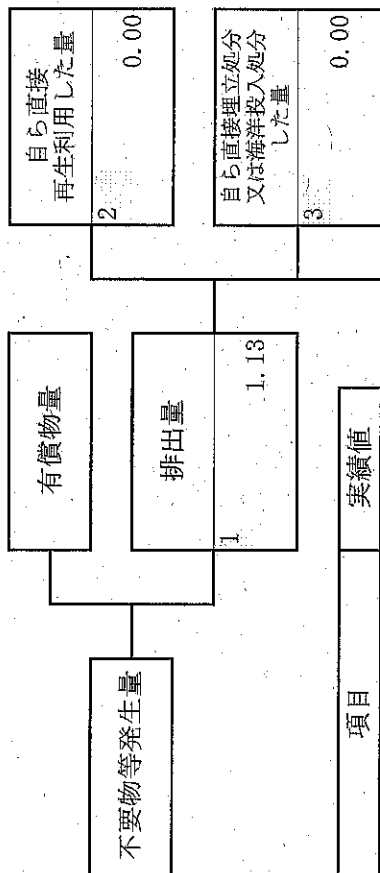 不要物等発生量
有償物量
排出量
1
1.13
自ら直接
再生利用した量
2
0.00
自ら直接埋立処分
又は海洋投入処分
した量
3
0.00
項目
実績値